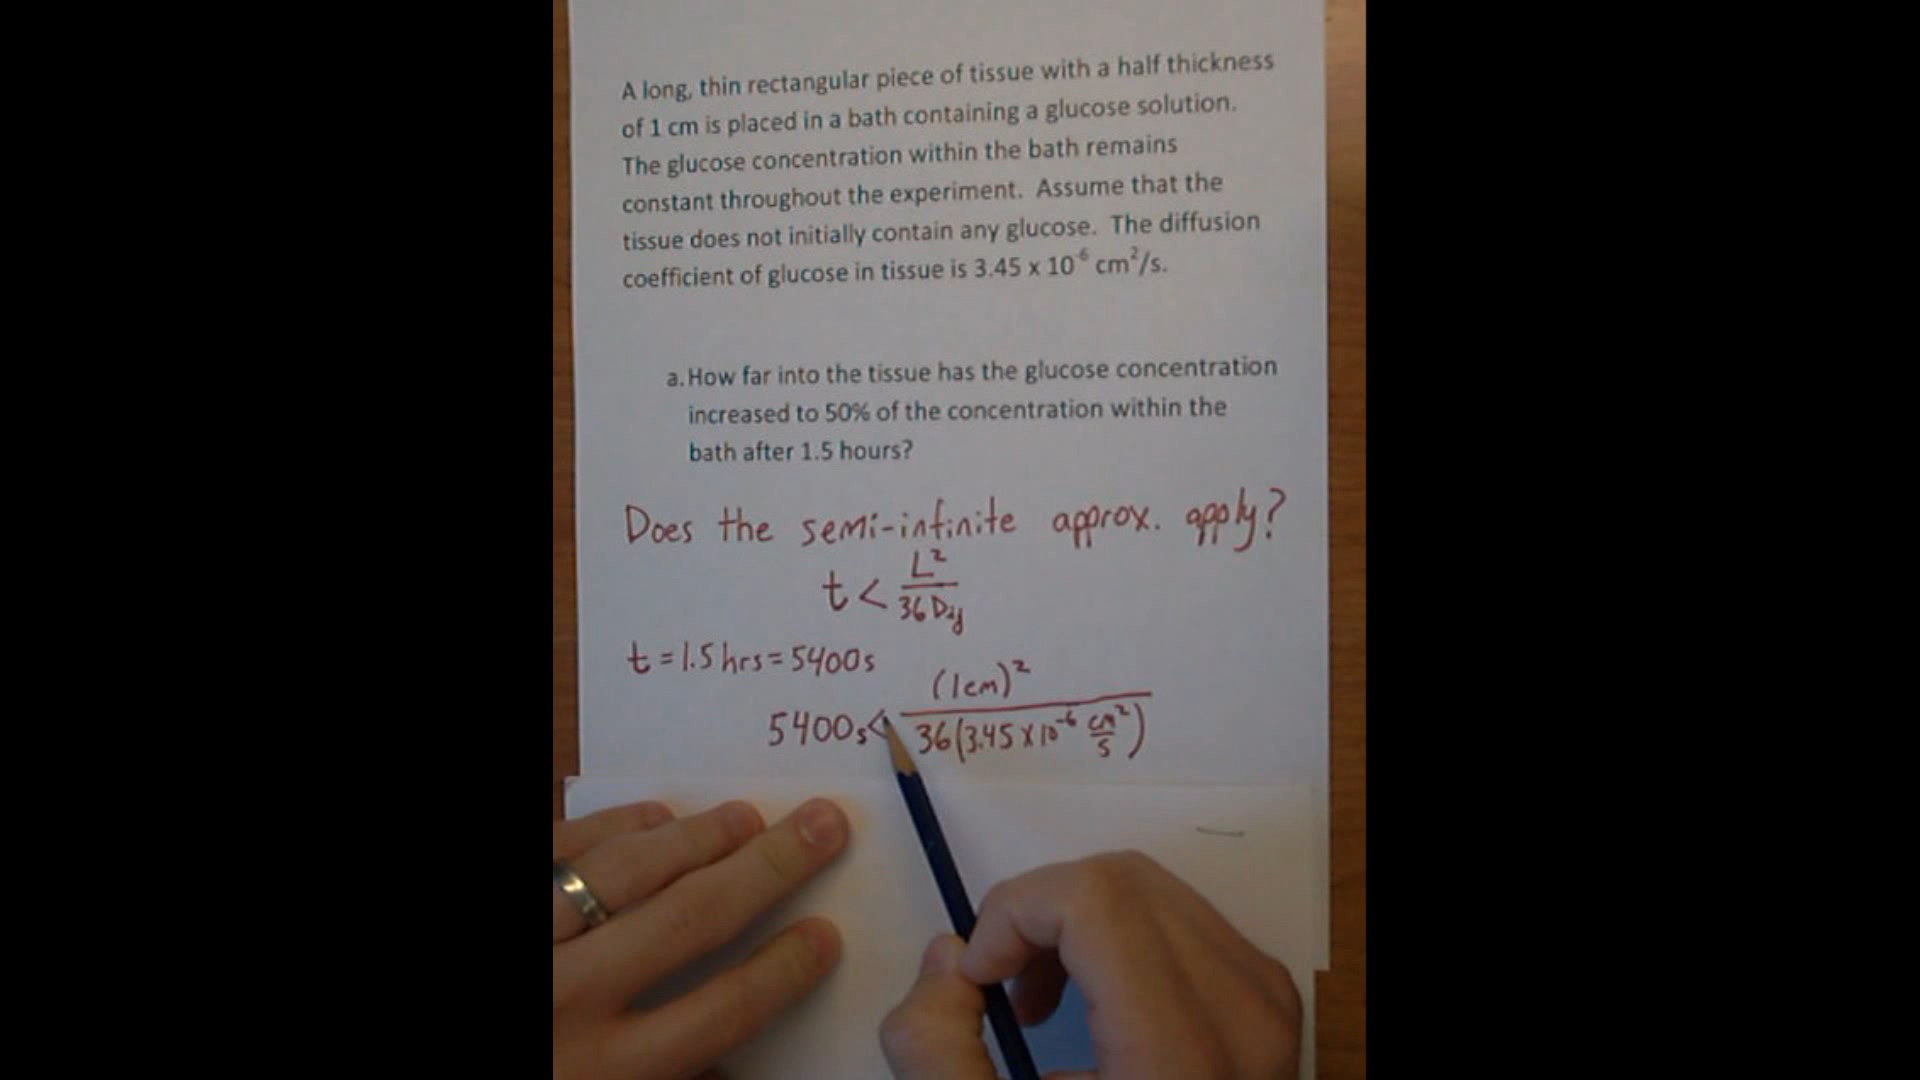 A long, thin rectangular piece of tissue with a half thickness
of 1 cm is placed in a bath containing a glucose solution.
The glucose concentration within the bath remains
constant throughout the experiment. Assume that the
tissue does not initially contain any glucose. The diffusion
coefficient of glucose in tissue is 3.45 x 10⁻⁶ cm²/s.
a. How far into the tissue has the glucose concentration
increased to 50% of the concentration within the
bath after 1.5 hours?
Does the semi-infinite approx. apply?
t < L² / 36 Dij
t = 1.5 hrs = 5400s
5400s < (1cm)² / 36(3.45 x 10⁻⁶ cm²/s)